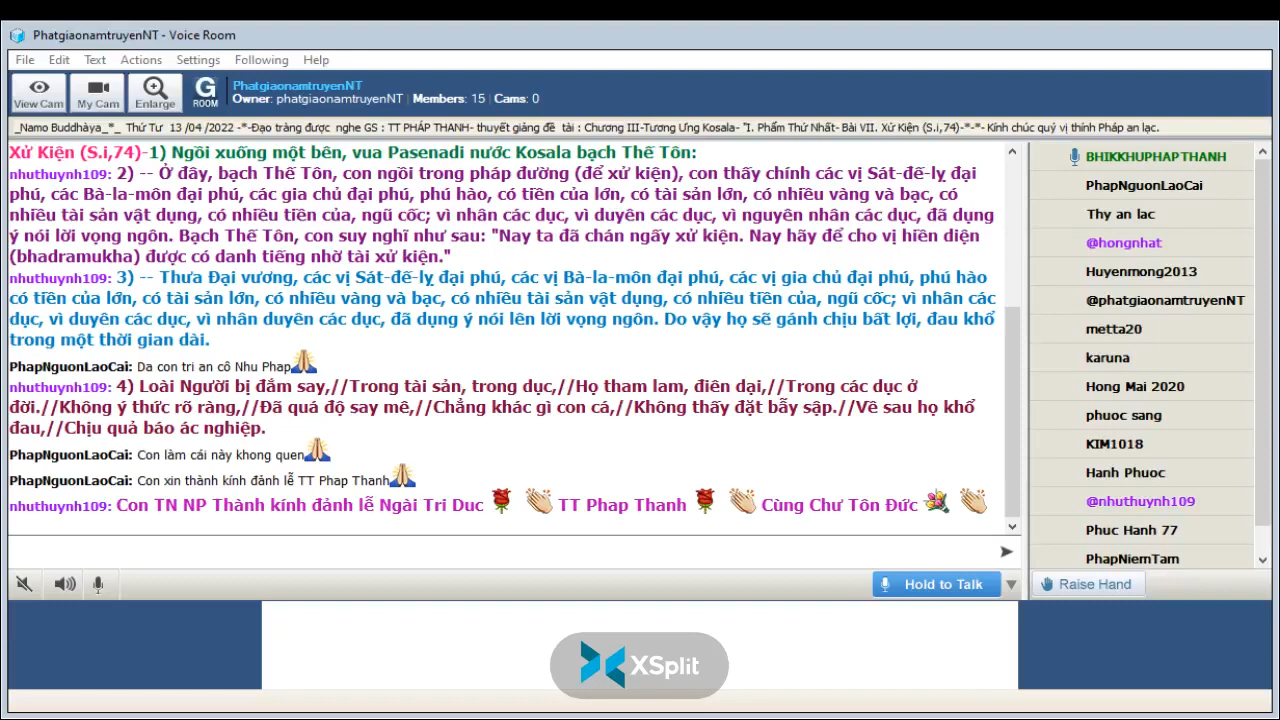 PhatgiaonamtruyenNT - Voice Room
File Edit Text Actions Settings Following Help
View Cam My Cam Enlarge G ROOM
PhatgiaonamtruyenNT
Owner: phatgiaonamtruyenNT | Members: 15 | Cams: 0
_Namo Buddhàya_*_ Thứ Tư 13 /04 /2022 -*-Đạo tràng được nghe GS : TT PHÁP THANH- thuyết giảng đề tài : Chương III-Tương Ưng Kosala- "I. Phẩm Thứ Nhất- Bài VII. Xử Kiện (S.i,74)-*-*- Kính chúc quý vị thính Pháp an lạc.
Xử Kiện (S.i,74)-1) Ngồi xuống một bên, vua Pasenadi nước Kosala bạch Thế Tôn:
nhuthuynh109: 2) -- Ở đây, bạch Thế Tôn, con ngồi trong pháp đường (để xử kiện), con thấy chính các vị Sát-đế-lỵ đại
phú, các Bà-la-môn đại phú, các gia chủ đại phú, phú hào, có tiền của lớn, có tài sản lớn, có nhiều vàng và bạc, có
nhiều tài sản vật dụng, có nhiều tiền của, ngũ cốc; vì nhân các dục, vì duyên các dục, vì nguyên nhân các dục, đã dụng
ý nói lời vọng ngôn. Bạch Thế Tôn, con suy nghĩ như sau: "Nay ta đã chán ngấy xử kiện. Nay hãy để cho vị hiền diện
(bhadramukha) được có danh tiếng nhờ tài xử kiện."
nhuthuynh109: 3) -- Thưa Đại vương, các vị Sát-đế-lỵ đại phú, các vị Bà-la-môn đại phú, các vị gia chủ đại phú, phú hào
có tiền của lớn, có tài sản lớn, có nhiều vàng và bạc, có nhiều tài sản vật dụng, có nhiều tiền của, ngũ cốc; vì nhân các
dục, vì duyên các dục, vì nhân duyên các dục, đã dụng ý nói lên lời vọng ngôn. Do vậy họ sẽ gánh chịu bất lợi, đau khổ
trong một thời gian dài.
PhapNguonLaoCai: Da con tri an cô Nhu Phap
nhuthuynh109: 4) Loài Người bị đắm say,//Trong tài sản, trong dục,//Họ tham lam, điên dại,//Trong các dục ở
đời.//Không ý thức rõ ràng,//Đã quá độ say mê,//Chẳng khác gì con cá,//Không thấy đặt bẫy sập.//Về sau họ khổ
đau,//Chịu quả báo ác nghiệp.
PhapNguonLaoCai: Con làm cái này khong quen
PhapNguonLaoCai: Con xin thành kính đảnh lễ TT Phap Thanh
nhuthuynh109: Con TN NP Thành kính đảnh lễ Ngài Tri Duc TT Phap Thanh Cùng Chư Tôn Đức
BHIKKHUPHAPTHANH
PhapNguonLaoCai
Thy an lac
@hongnhat
Huyenmong2013
@phatgiaonamtruyenNT
metta20
karuna
Hong Mai 2020
phuoc sang
KIM1018
Hanh Phuoc
@nhuthuynh109
Phuc Hanh 77
PhapNiemTam
Hold to Talk
Raise Hand
XSplit